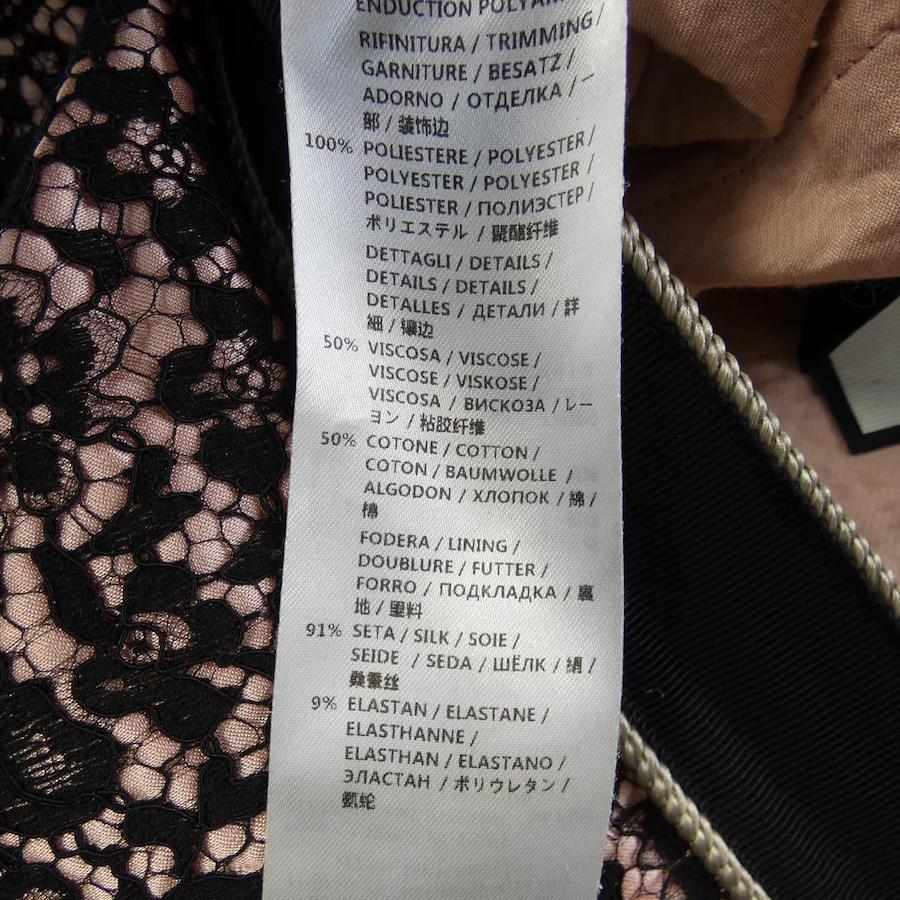 ENDUCTION
RIFINITURA / TRIMMING /
GARNITURE / BESATZ /
ADORNO / ОТДЕЛКА / 一
部 / 装饰边
100% POLIESTERE / POLYESTER /
POLYESTER / POLYESTER /
POLIESTER / ПОЛИЭСТЕР /
ポリエステル / 聚酯纤维
DETTAGLI / DETAILS /
DETAILS / DETAILS /
DETALLES / ДЕТАЛИ / 詳
細 / 镶边
50% VISCOSA / VISCOSE /
VISCOSE / VISKOSE /
VISCOSA / ВИСКОЗА / レー
ヨン / 粘胶纤维
50% COTONE / COTTON /
COTON / BAUMWOLLE /
ALGODON / ХЛОПОК / 綿 /
棉
FODERA / LINING /
DOUBLURE / FUTTER /
FORRO / ПОДКЛАДКА / 裏
地 / 里料
91% SETA / SILK / SOIE /
SEIDE / SEDA / ШЁЛК / 絹 /
桑蚕丝
9% ELASTAN / ELASTANE /
ELASTHANNE /
ELASTHAN / ELASTANO /
ЭЛАСТАН / ポリウレタン /
氨纶